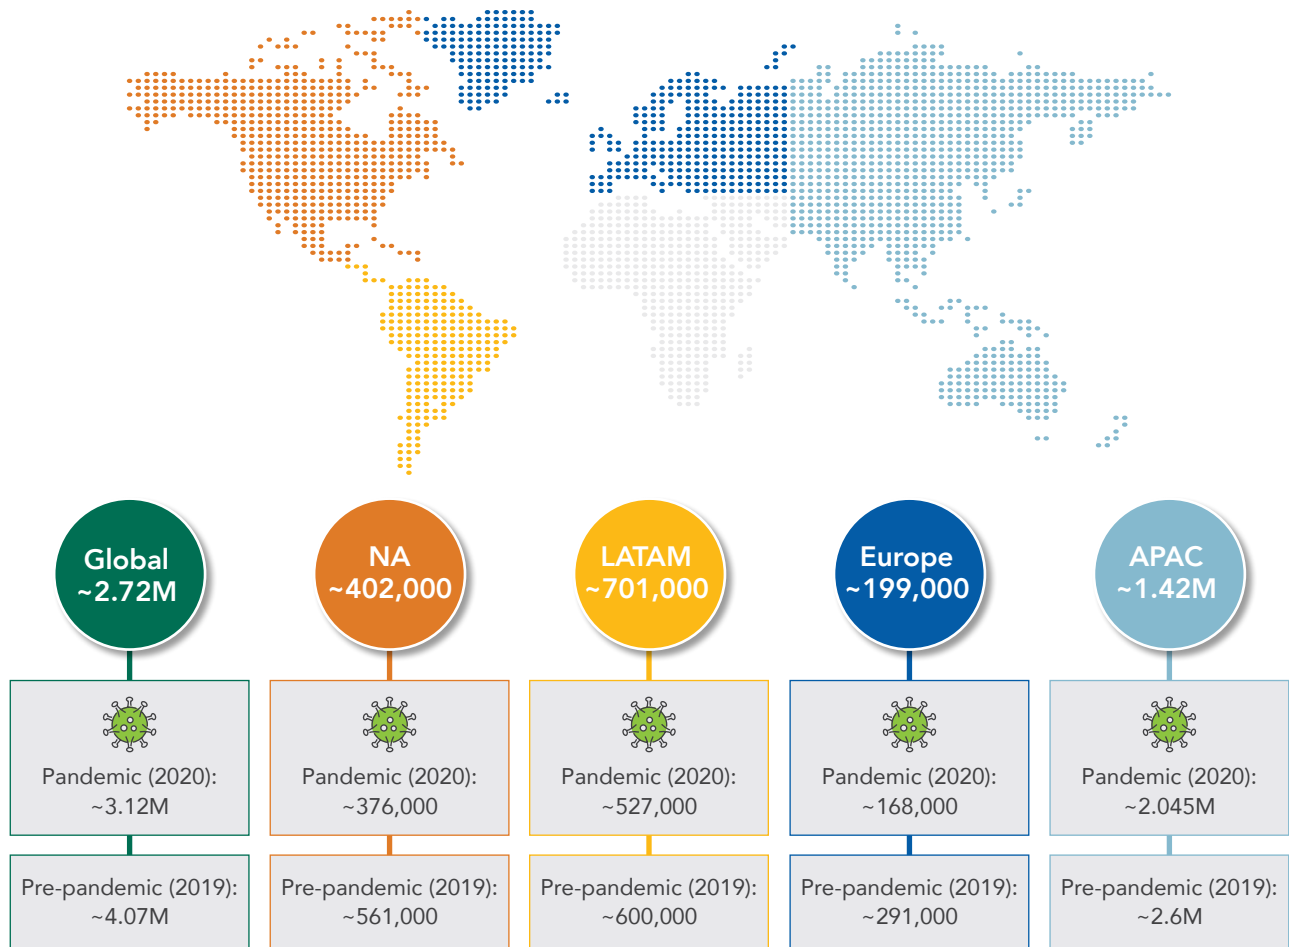 Global
~2.72M
NA
~402,000
LATAM
~701,000
Europe
~199,000
APAC
~1.42M
Pandemic (2020):
~3.12M
Pandemic (2020):
~376,000
Pandemic (2020):
~527,000
Pandemic (2020):
~168,000
Pandemic (2020):
~2.045M
Pre-pandemic (2019):
~4.07M
Pre-pandemic (2019):
~561,000
Pre-pandemic (2019):
~600,000
Pre-pandemic (2019):
~291,000
Pre-pandemic (2019):
~2.6M